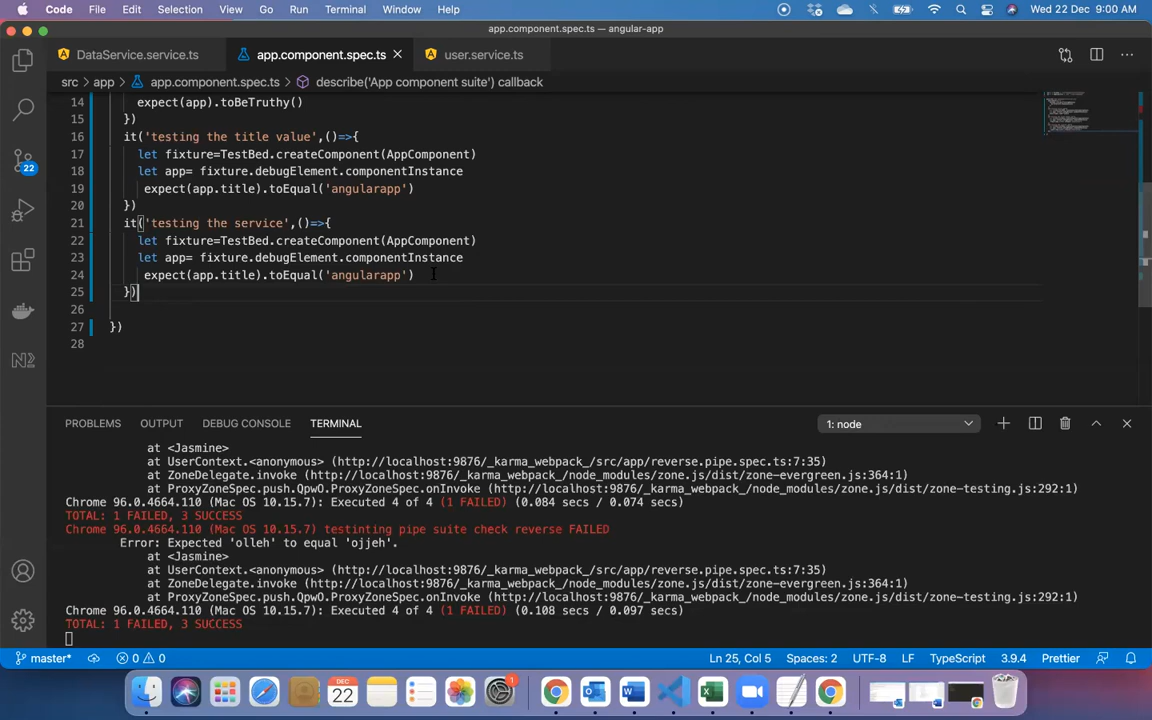 Code File Edit Selection View Go Run Terminal Window Help Wed 22 Dec 9:00 AM
app.component.spec.ts — angular-app
DataService.service.ts app.component.spec.ts user.service.ts
src > app > app.component.spec.ts > describe('App component suite') callback
14 expect(app).toBeTruthy()
15 })
16 it('testing the title value',()=>{
17 let fixture=TestBed.createComponent(AppComponent)
18 let app= fixture.debugElement.componentInstance
19 expect(app.title).toEqual('angularapp')
20 })
21 it('testing the service',()=>{
22 let fixture=TestBed.createComponent(AppComponent)
23 let app= fixture.debugElement.componentInstance
24 expect(app.title).toEqual('angularapp')
25 })
26
27 })
28
22
PROBLEMS OUTPUT DEBUG CONSOLE TERMINAL 1: node
at <Jasmine>
at UserContext.<anonymous> (http://localhost:9876/_karma_webpack_/src/app/reverse.pipe.spec.ts:7:35)
at ZoneDelegate.invoke (http://localhost:9876/_karma_webpack_/node_modules/zone.js/dist/zone-evergreen.js:364:1)
at ProxyZoneSpec.push.QpwO.ProxyZoneSpec.onInvoke (http://localhost:9876/_karma_webpack_/node_modules/zone.js/dist/zone-testing.js:292:1)
Chrome 96.0.4664.110 (Mac OS 10.15.7): Executed 4 of 4 (1 FAILED) (0.084 secs / 0.074 secs)
TOTAL: 1 FAILED, 3 SUCCESS
Chrome 96.0.4664.110 (Mac OS 10.15.7) testinting pipe suite check reverse FAILED
Error: Expected 'olleh' to equal 'ojjeh'.
at <Jasmine>
at UserContext.<anonymous> (http://localhost:9876/_karma_webpack_/src/app/reverse.pipe.spec.ts:7:35)
at ZoneDelegate.invoke (http://localhost:9876/_karma_webpack_/node_modules/zone.js/dist/zone-evergreen.js:364:1)
at ProxyZoneSpec.push.QpwO.ProxyZoneSpec.onInvoke (http://localhost:9876/_karma_webpack_/node_modules/zone.js/dist/zone-testing.js:292:1)
Chrome 96.0.4664.110 (Mac OS 10.15.7): Executed 4 of 4 (1 FAILED) (0.108 secs / 0.097 secs)
TOTAL: 1 FAILED, 3 SUCCESS
master* 0 0 Ln 25, Col 5 Spaces: 2 UTF-8 LF TypeScript 3.9.4 Prettier
DEC
22
1